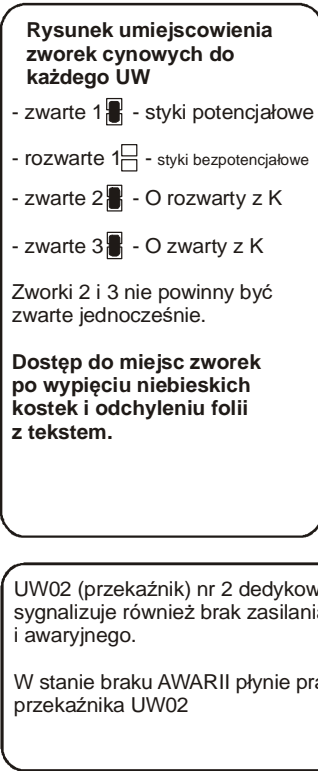 Rysunek umiejscowienia
zworek cynowych do
każdego UW
- zwarte 1 - styki potencjałowe
- rozwarte 1 - styki bezpotencjałowe
- zwarte 2 - O rozwarty z K
- zwarte 3 - O zwarty z K
Zworki 2 i 3 nie powinny być
zwarte jednocześnie.
Dostęp do miejsc zworek
po wypięciu niebieskich
kostek i odchyleniu folii
z tekstem.
UW02 (przekaźnik) nr 2 dedykow
sygnalizuje również brak zasilania
i awaryjnego.
W stanie braku AWARII płynie prą
przekaźnika UW02